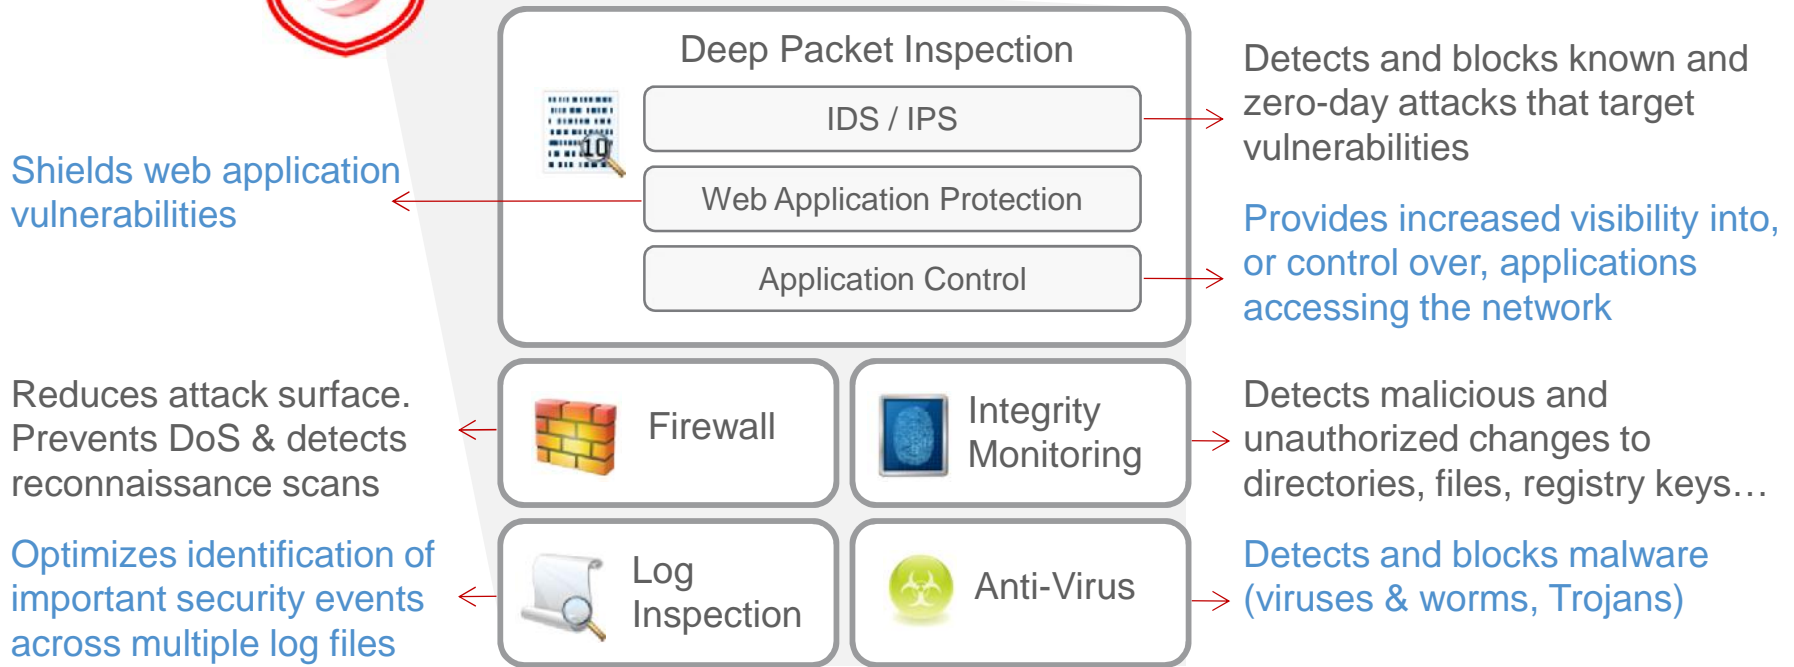 Deep Packet Inspection
IDS / IPS
Web Application Protection
Application Control
Detects and blocks known and
zero-day attacks that target
vulnerabilities
Shields web application
vulnerabilities
Provides increased visibility into,
or control over, applications
accessing the network
Reduces attack surface.
Prevents DoS & detects
reconnaissance scans
Firewall
Integrity
Monitoring
Detects malicious and
unauthorized changes to
directories, files, registry keys…
Optimizes identification of
important security events
across multiple log files
Log
Inspection
Anti-Virus
Detects and blocks malware
(viruses & worms, Trojans)
10